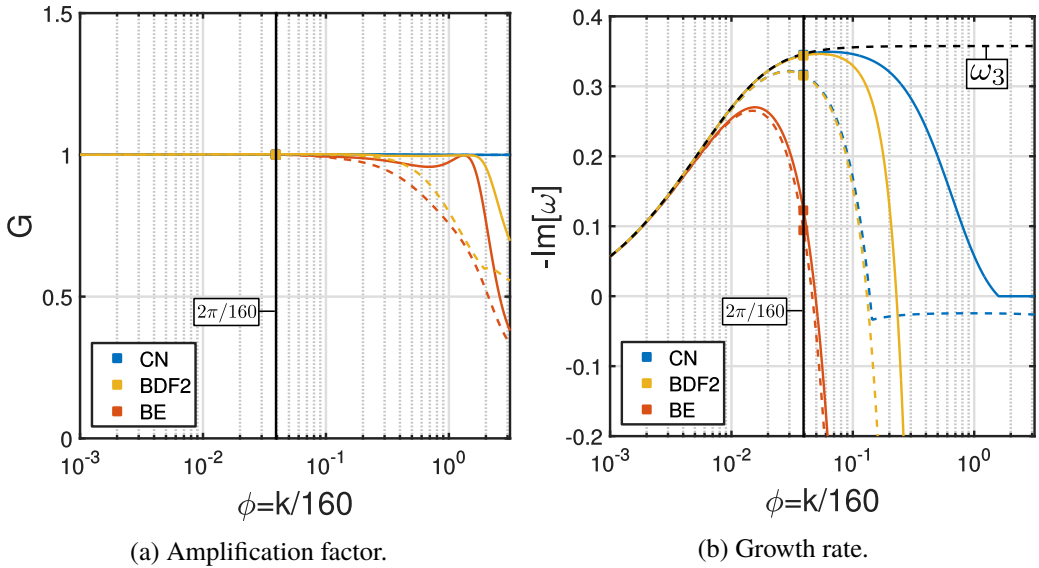 1.5
1
0.5
0
G
2π/160
CN
BDF2
BE
10^-3
10^-2
10^-1
10^0
ϕ=k/160
(a) Amplification factor.
0.4
0.3
0.2
0.1
0
-0.1
-0.2
-Im[ω]
ω_3
2π/160
CN
BDF2
BE
10^-3
10^-2
10^-1
10^0
ϕ=k/160
(b) Growth rate.